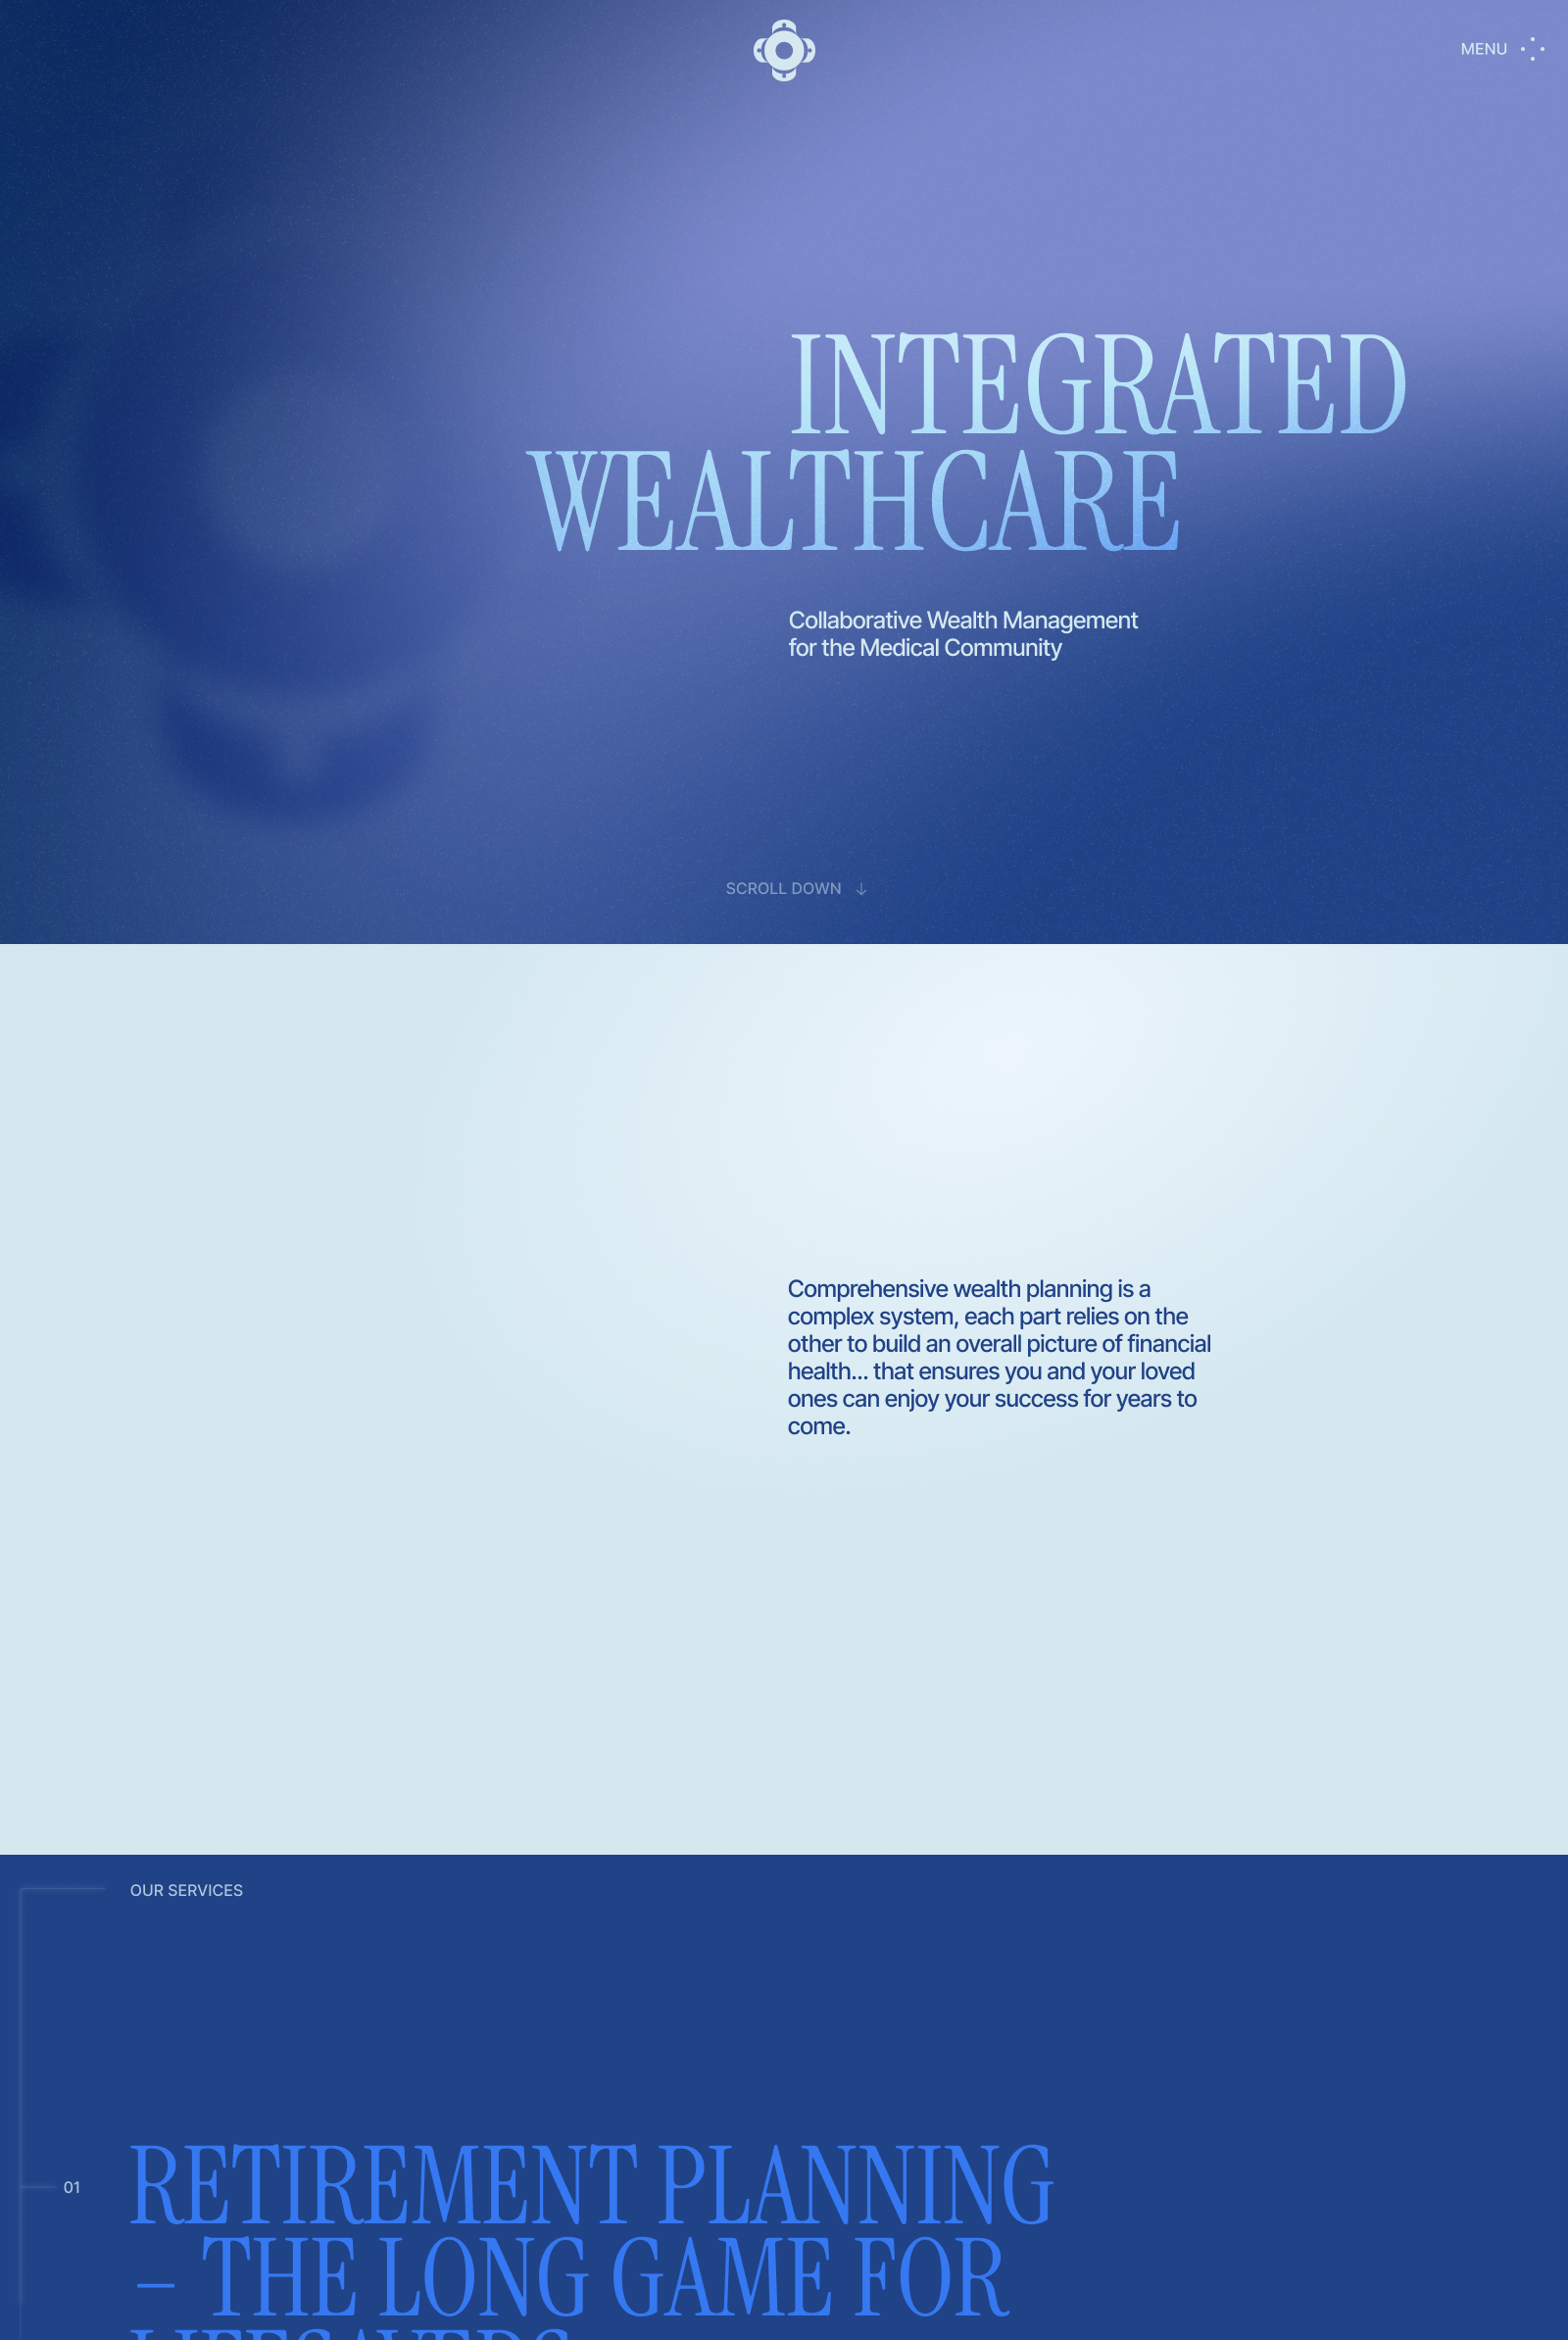 MENU
INTEGRATED
WEALTHCARE
Collaborative Wealth Management
for the Medical Community
SCROLL DOWN
Comprehensive wealth planning is a
complex system, each part relies on the
other to build an overall picture of financial
health... that ensures you and your loved
ones can enjoy your success for years to
come.
OUR SERVICES
01
RETIREMENT PLANNING
– THE LONG GAME FOR
LIFESAVERS